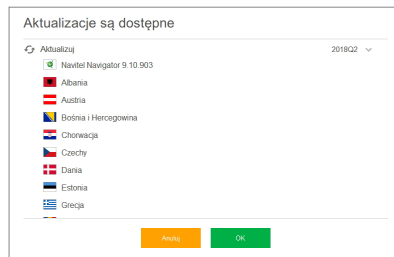 Aktualizacje są dostępne
Aktualizuj 2018Q2
Navitel Navigator 9.10.903
Albania
Austria
Bośnia i Hercegowina
Chorwacja
Czechy
Dania
Estonia
Grecja
Anuluj OK